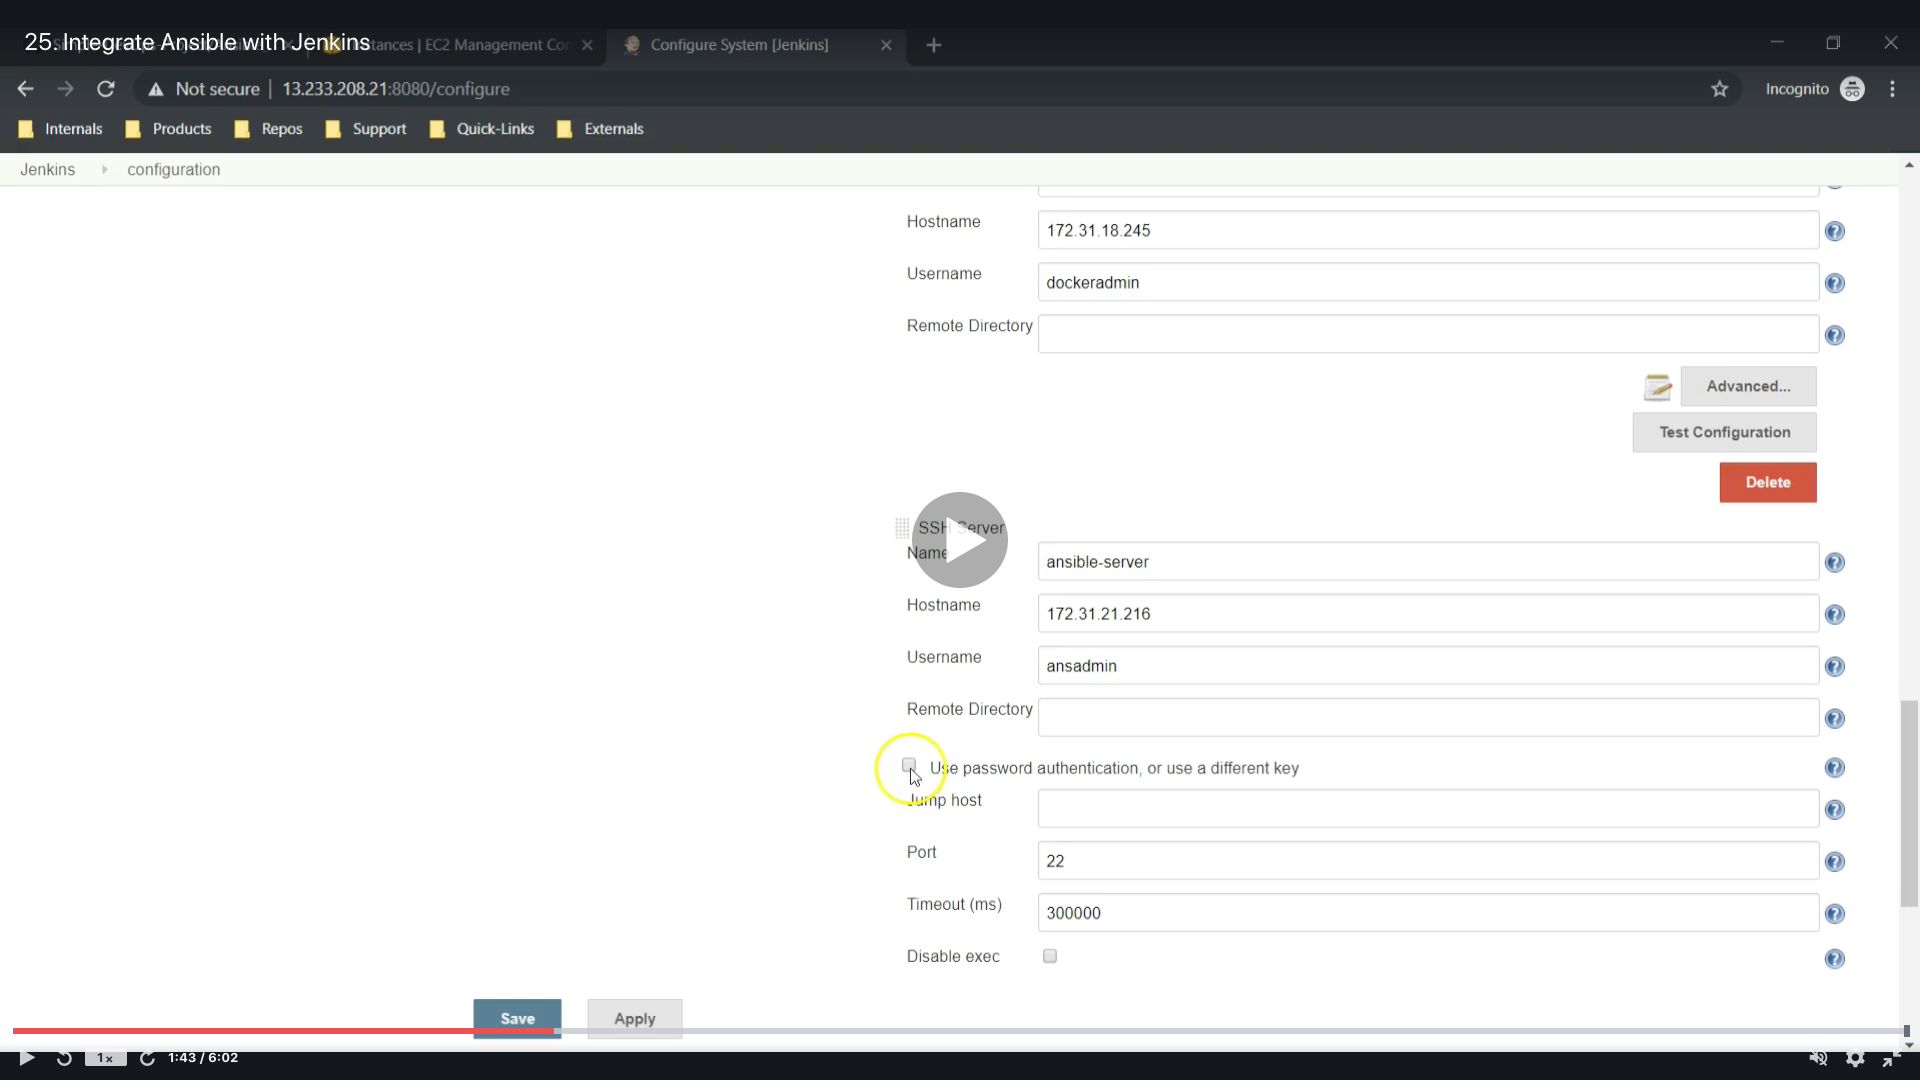 25. Integrate Ansible with Jenkins
Instances | EC2 Management Co
Configure System [Jenkins]
Not secure | 13.233.208.21:8080/configure
Incognito
Internals
Products
Repos
Support
Quick-Links
Externals
Jenkins
configuration
Hostname
172.31.18.245
Username
dockeradmin
Remote Directory
Advanced...
Test Configuration
Delete
SSH Server
Name
ansible-server
Hostname
172.31.21.216
Username
ansadmin
Remote Directory
Use password authentication, or use a different key
Jump host
Port
22
Timeout (ms)
300000
Disable exec
Save
Apply
1x
1:43 / 6:02